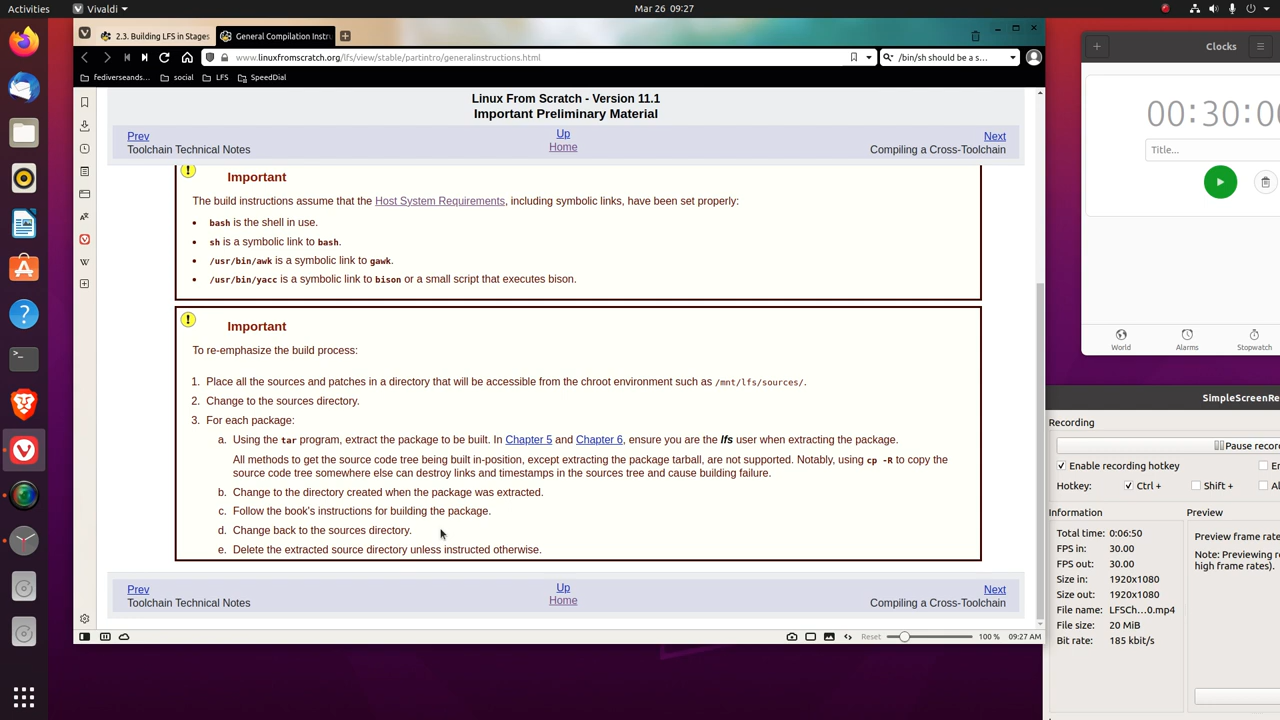 Activities
Vivaldi
Mar 26 09:27
2.3. Building LFS in Stages
General Compilation Instru
www.linuxfromscratch.org/lfs/view/stable/partintro/generalinstructions.html
/bin/sh should be a s...
fediverseands...
social
LFS
SpeedDial
Linux From Scratch - Version 11.1
Important Preliminary Material
Prev
Up
Next
Toolchain Technical Notes
Home
Compiling a Cross-Toolchain
Important
The build instructions assume that the Host System Requirements, including symbolic links, have been set properly:
• bash is the shell in use.
• sh is a symbolic link to bash.
• /usr/bin/awk is a symbolic link to gawk.
• /usr/bin/yacc is a symbolic link to bison or a small script that executes bison.
Important
To re-emphasize the build process:
1. Place all the sources and patches in a directory that will be accessible from the chroot environment such as /mnt/lfs/sources/.
2. Change to the sources directory.
3. For each package:
a. Using the tar program, extract the package to be built. In Chapter 5 and Chapter 6, ensure you are the lfs user when extracting the package.
All methods to get the source code tree being built in-position, except extracting the package tarball, are not supported. Notably, using cp -R to copy the
source code tree somewhere else can destroy links and timestamps in the sources tree and cause building failure.
b. Change to the directory created when the package was extracted.
c. Follow the book's instructions for building the package.
d. Change back to the sources directory.
e. Delete the extracted source directory unless instructed otherwise.
Prev
Up
Next
Toolchain Technical Notes
Home
Compiling a Cross-Toolchain
Reset
100 %
09:27 AM
Clocks
00:30:0
Title...
World
Alarms
Stopwatch
SimpleScreenRe
Recording
Pause recor
Enable recording hotkey
Hotkey:
Ctrl +
Shift +
Information
Preview
Total time: 0:06:50
Preview frame rate
FPS in: 30.00
Note: Previewing
FPS out: 30.00
high frame rates).
Size in: 1920x1080
Size out: 1920x1080
File name: LFSCh...0.mp4
File size: 20 MiB
Bit rate: 185 kbit/s